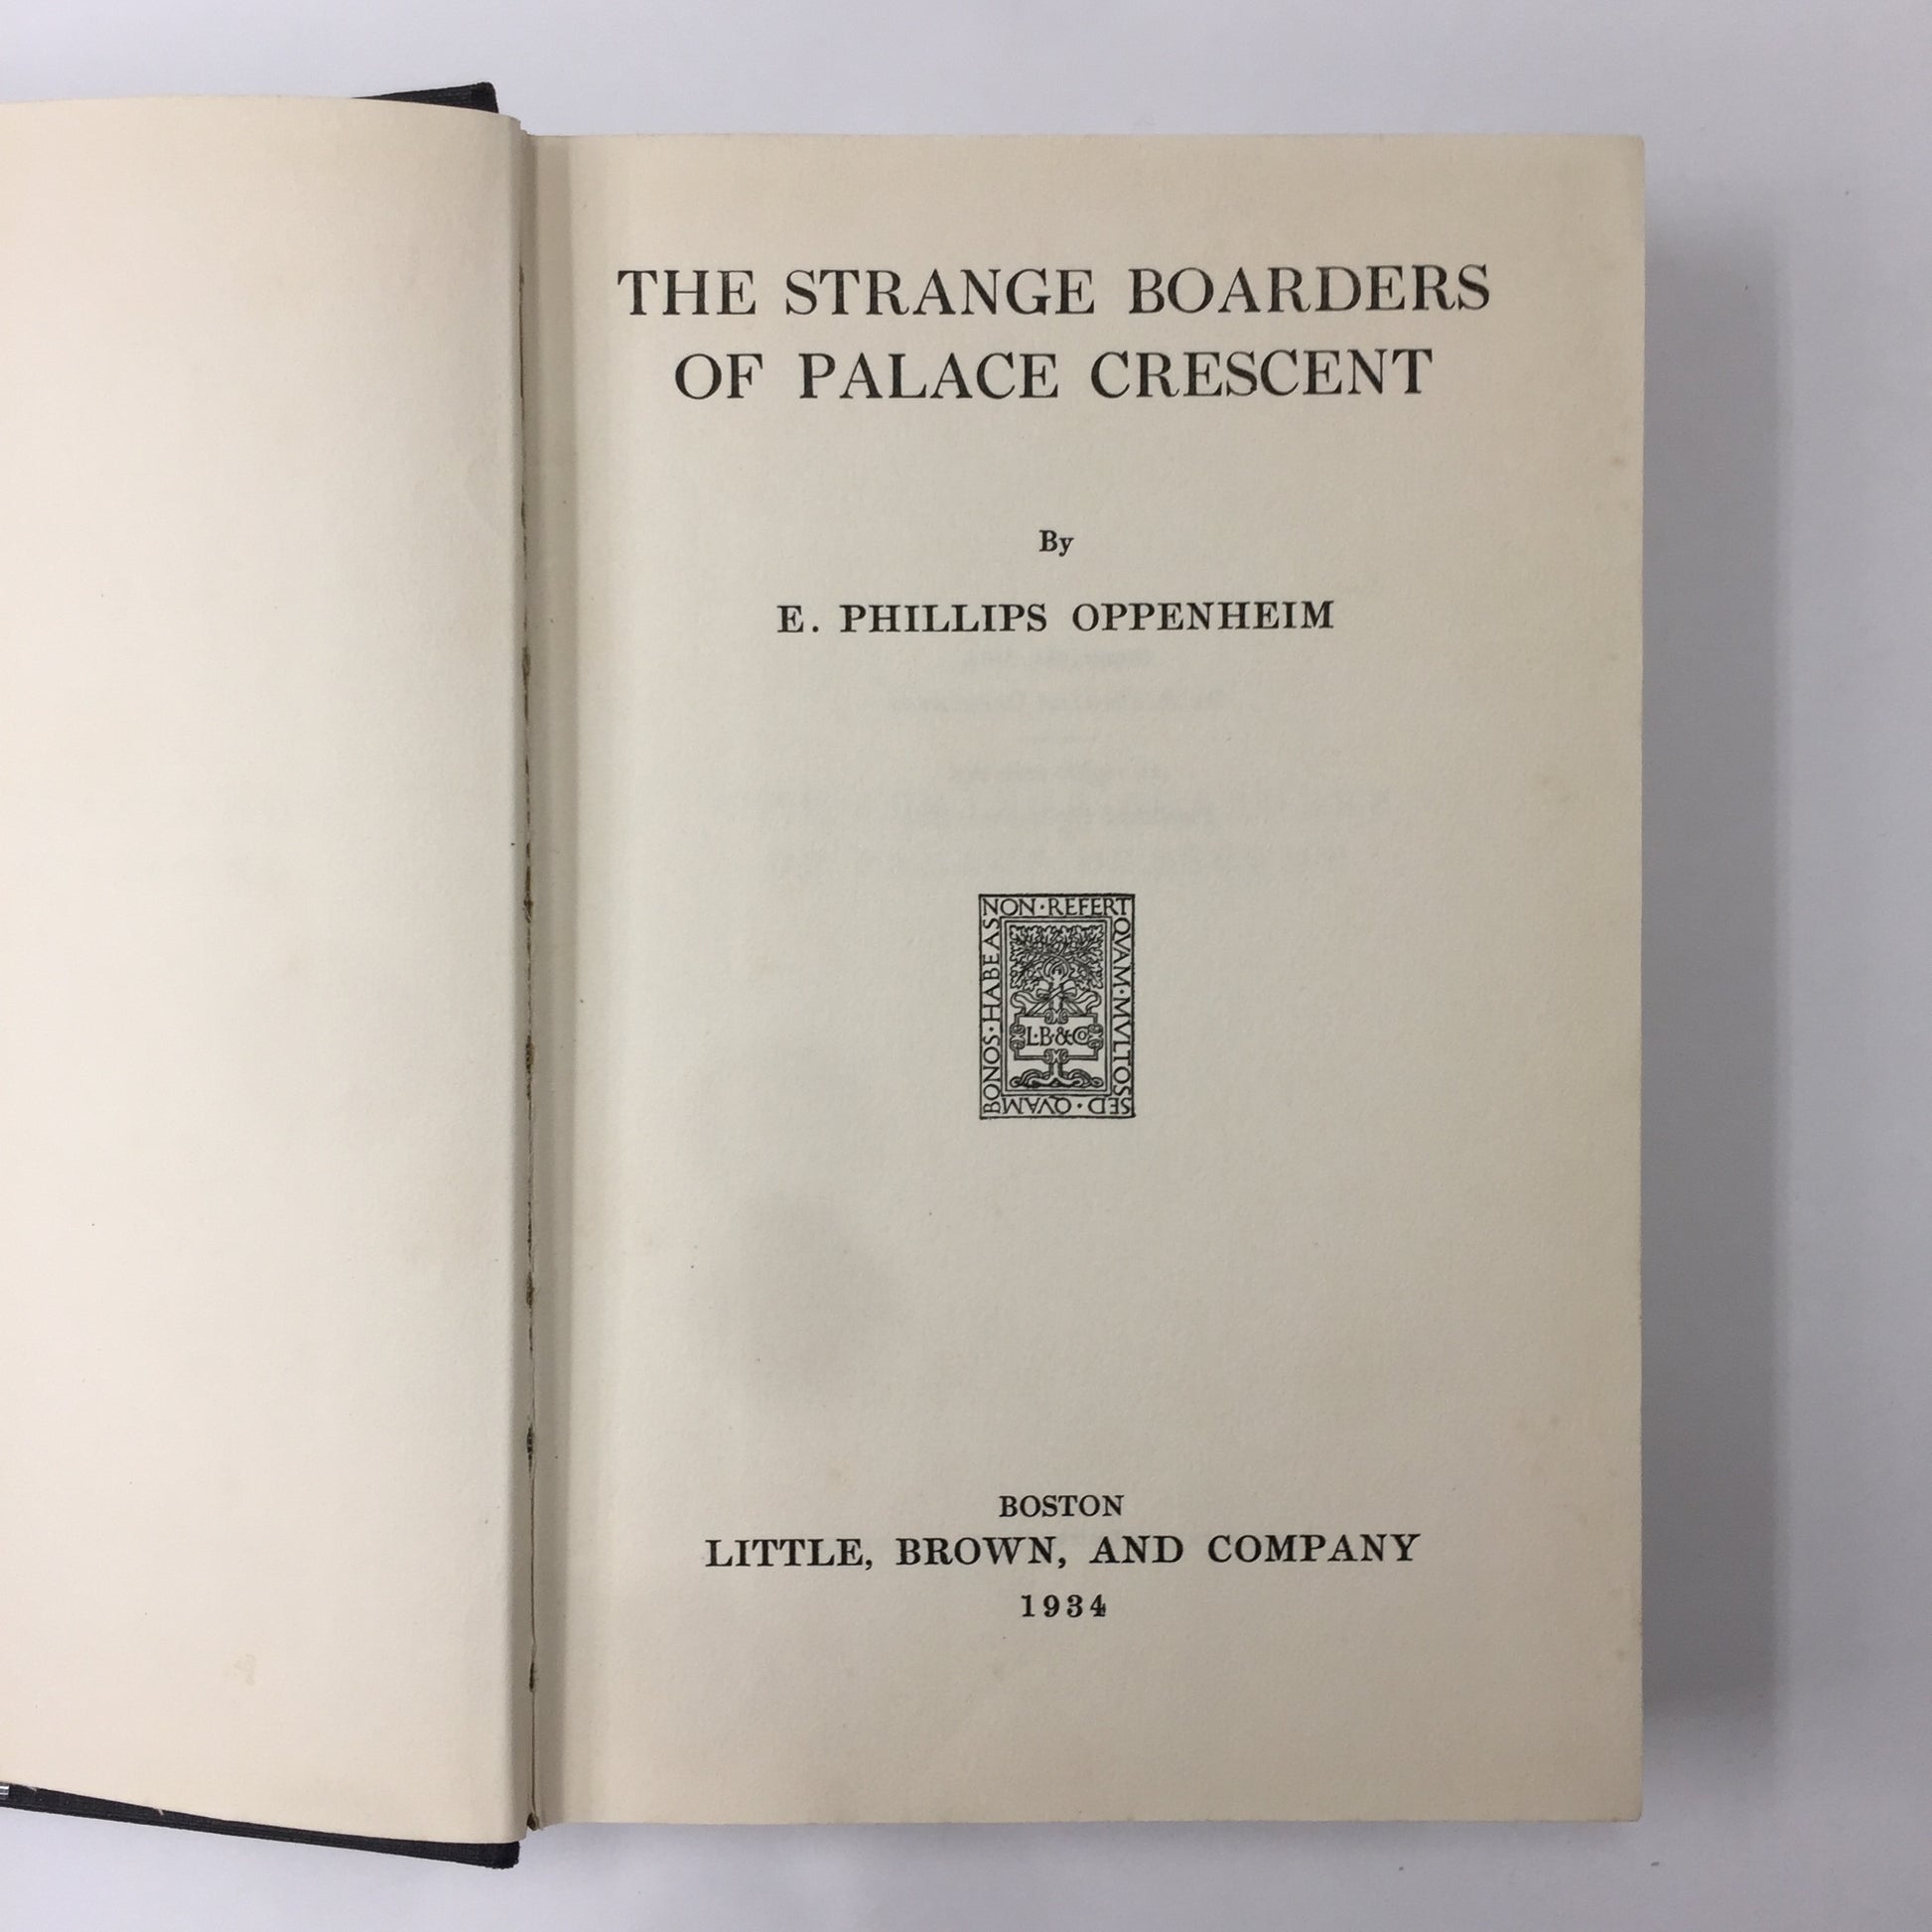 THE STRANGE BOARDERS
OF PALACE CRESCENT
By
E. PHILLIPS OPPENHEIM
NON·REFERT
QVAM·MVLTOS
SED·QVAM
BONOS·HABEAS
L·B·&Co
BOSTON
LITTLE, BROWN, AND COMPANY
1934